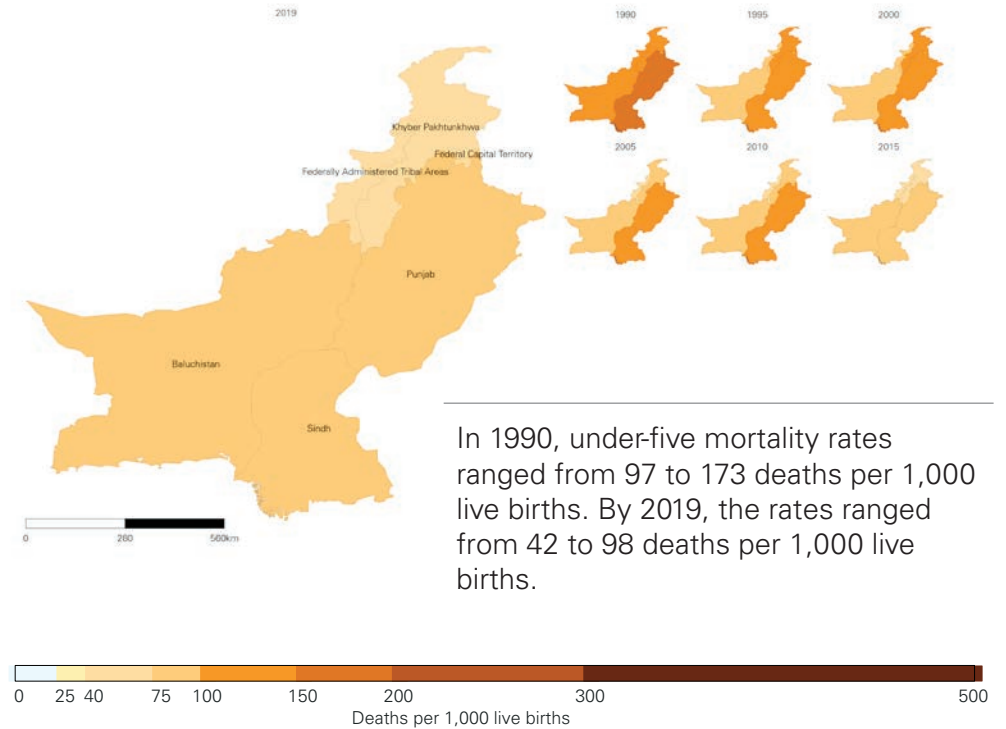 2019
1990
1995
2000
Khyber Pakhtunkhwa
Federal Capital Territory
Federally Administered Tribal Areas
2005
2010
2015
Punjab
Baluchistan
Sindh
In 1990, under-five mortality rates
ranged from 97 to 173 deaths per 1,000
live births. By 2019, the rates ranged
from 42 to 98 deaths per 1,000 live
births.
0 280 560km
0 25 40 75 100 150 200 300 500
Deaths per 1,000 live births